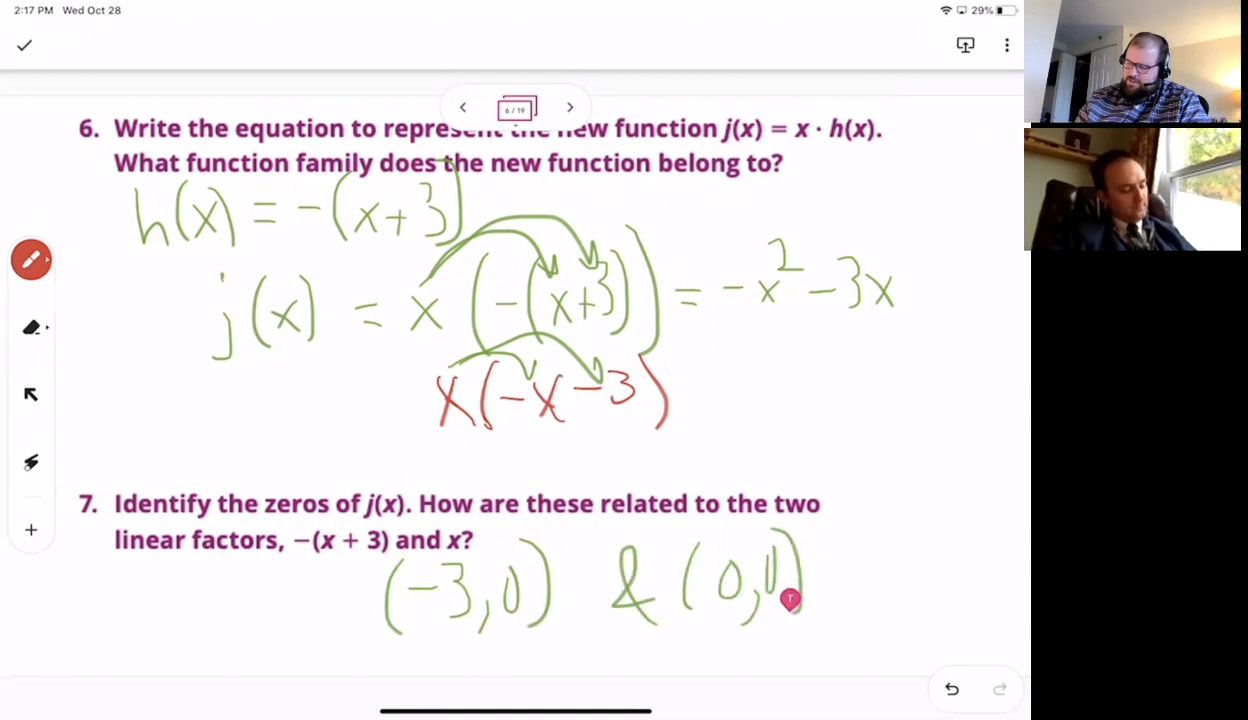 2:17 PM Wed Oct 28
29%
6 / 19
6. Write the equation to represent the new function j(x) = x · h(x).
What function family does the new function belong to?
h(x) = -(x+3)
j(x) = x(-(x+3)) = -x² - 3x
x(-x-3)
7. Identify the zeros of j(x). How are these related to the two
linear factors, −(x + 3) and x?
(-3,0) & (0,0)
T